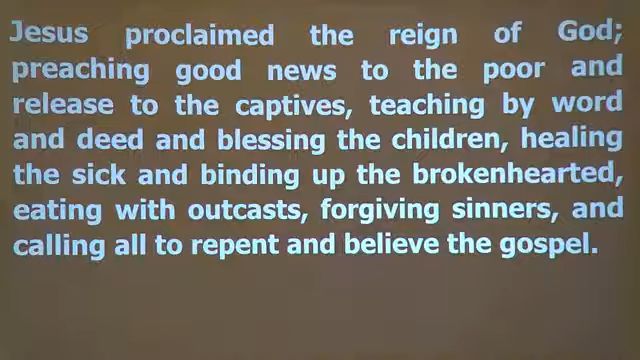 Jesus proclaimed the reign of God;
preaching good news to the poor and
release to the captives, teaching by word
and deed and blessing the children, healing
the sick and binding up the brokenhearted,
eating with outcasts, forgiving sinners, and
calling all to repent and believe the gospel.